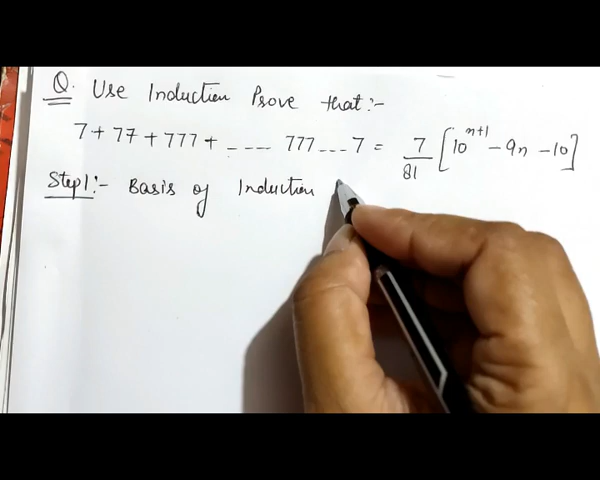 Q. Use Induction Prove that:-
7 + 77 + 777 + ---- 777...7 = 7/81 [10^{n+1} - 9n - 10]
Step1:- Basis of Induction